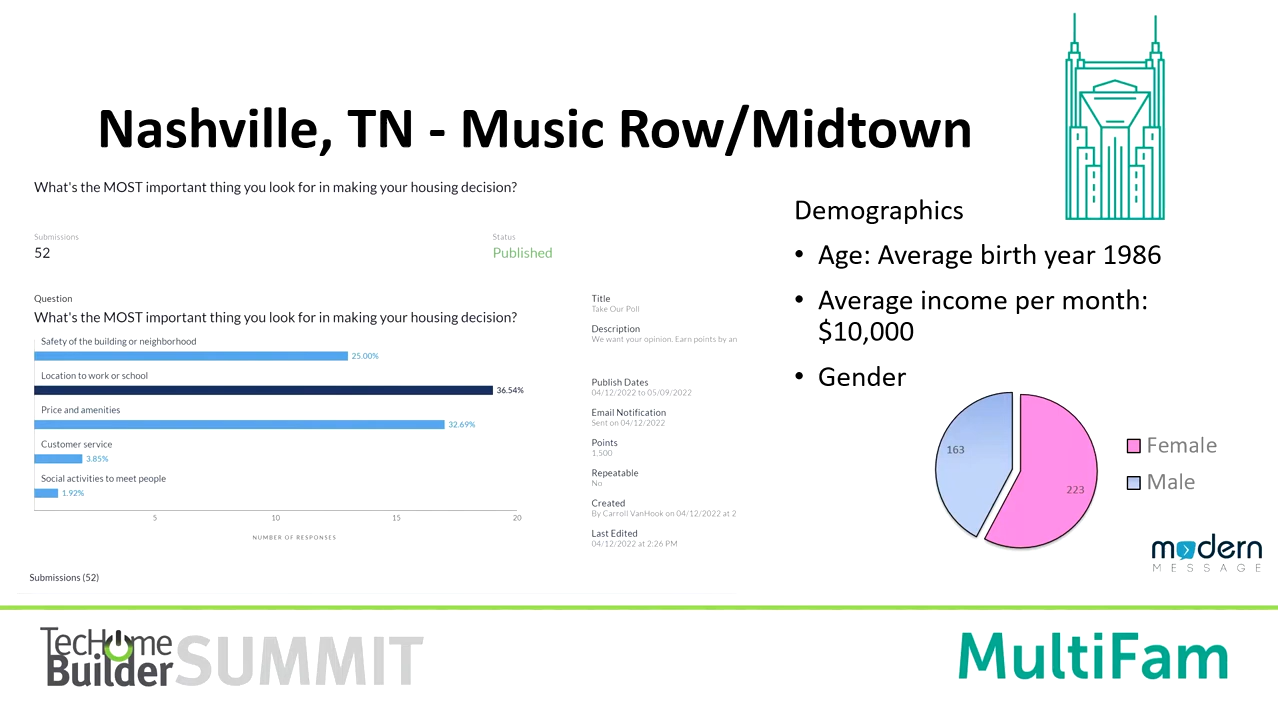 Nashville, TN - Music Row/Midtown
What's the MOST important thing you look for in making your housing decision?
Submissions
52
Status
Published
Question
What's the MOST important thing you look for in making your housing decision?
Safety of the building or neighborhood
25.00%
Location to work or school
36.54%
Price and amenities
32.69%
Customer service
3.85%
Social activities to meet people
1.92%
5 10 15 20
NUMBER OF RESPONSES
Submissions (52)
Title
Take Our Poll
Description
We want your opinion. Earn points by an
Publish Dates
04/12/2022 to 05/09/2022
Email Notification
Sent on 04/12/2022
Points
1,500
Repeatable
No
Created
By Carroll VanHook on 04/12/2022 at 2
Last Edited
04/12/2022 at 2:26 PM
Demographics
• Age: Average birth year 1986
• Average income per month:
$10,000
• Gender
163
223
Female
Male
modern
MESSAGE
TecHome
Builder SUMMIT
MultiFam